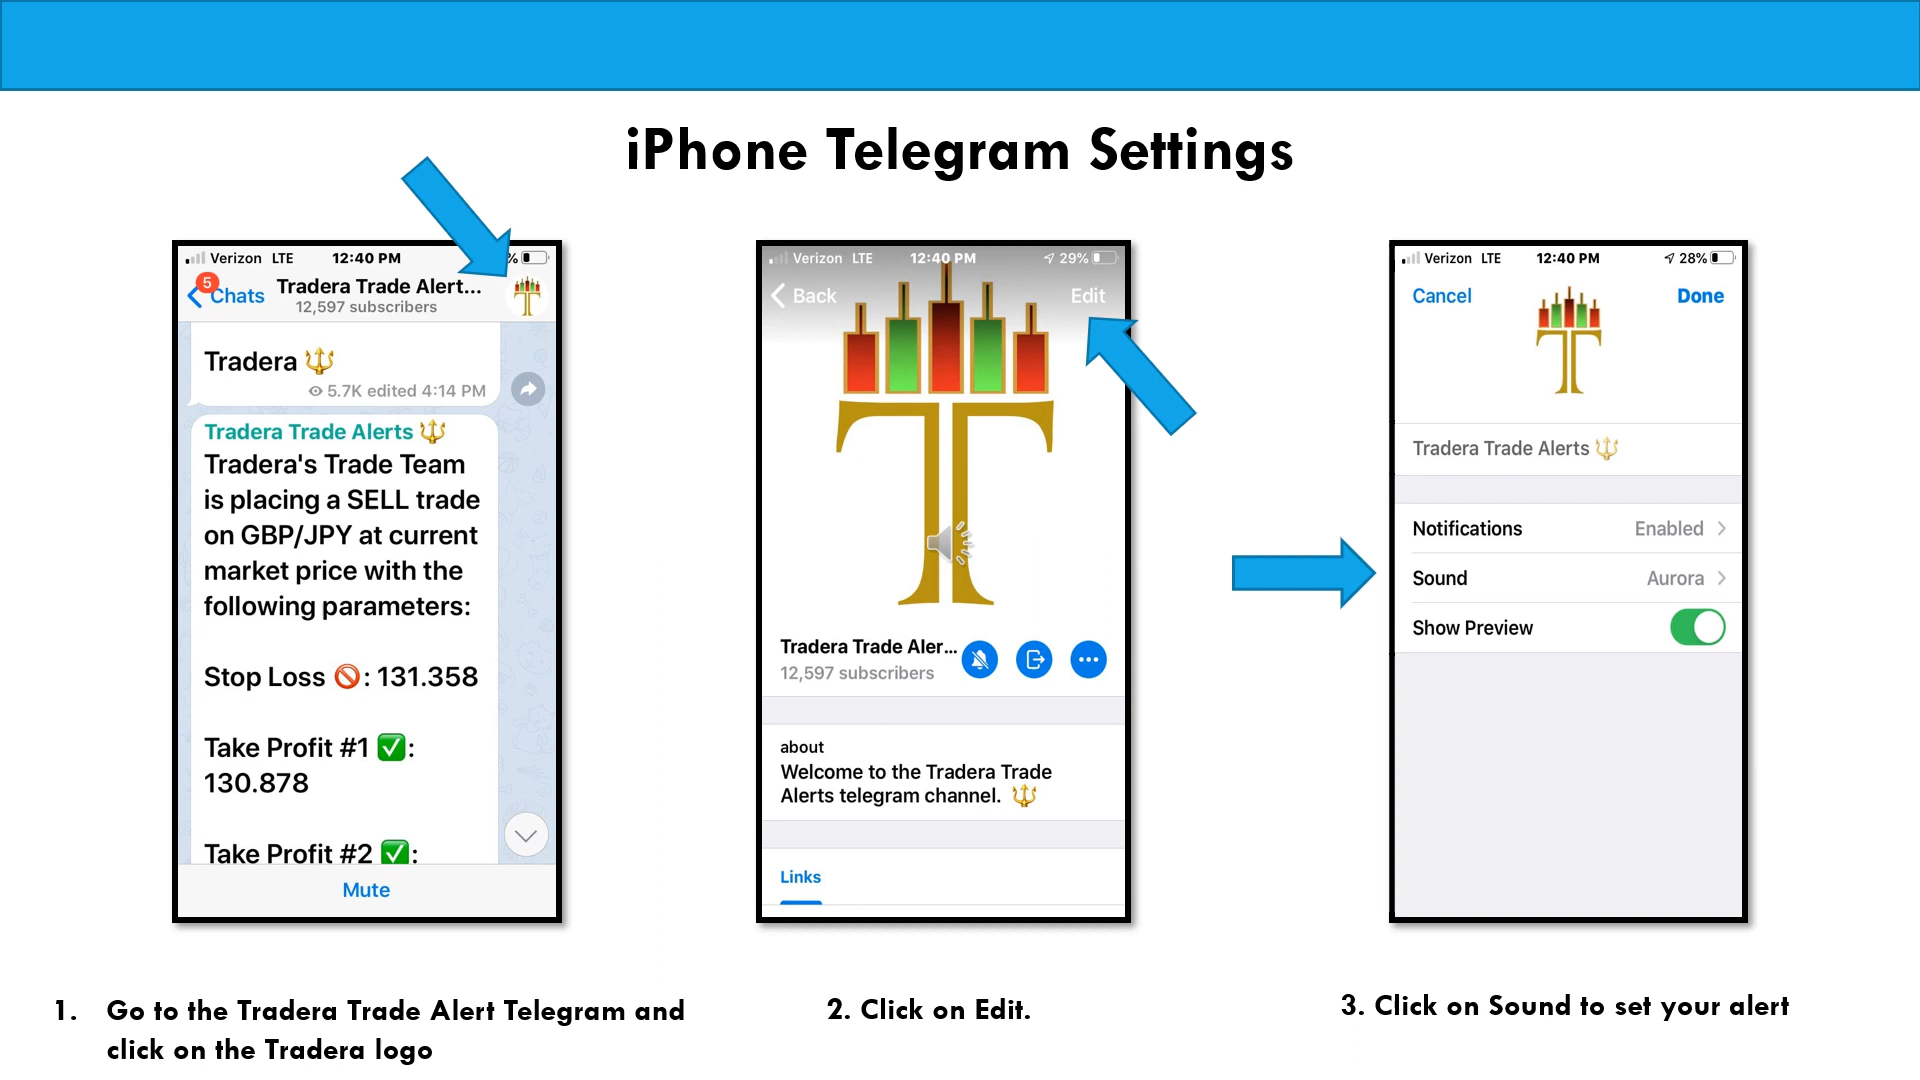 iPhone Telegram Settings
Verizon LTE 12:40 PM %
5
Chats
Tradera Trade Alert...
12,597 subscribers
Tradera 🔱
5.7K edited 4:14 PM
Tradera Trade Alerts 🔱
Tradera's Trade Team
is placing a SELL trade
on GBP/JPY at current
market price with the
following parameters:
Stop Loss 🚫: 131.358
Take Profit #1 ✅:
130.878
Take Profit #2 ✅:
Mute
1. Go to the Tradera Trade Alert Telegram and
click on the Tradera logo
Verizon LTE 12:40 PM 29%
Back Edit
Tradera Trade Aler...
12,597 subscribers
about
Welcome to the Tradera Trade
Alerts telegram channel. 🔱
Links
2. Click on Edit.
Verizon LTE 12:40 PM 28%
Cancel Done
Tradera Trade Alerts 🔱
Notifications Enabled
Sound Aurora
Show Preview
3. Click on Sound to set your alert